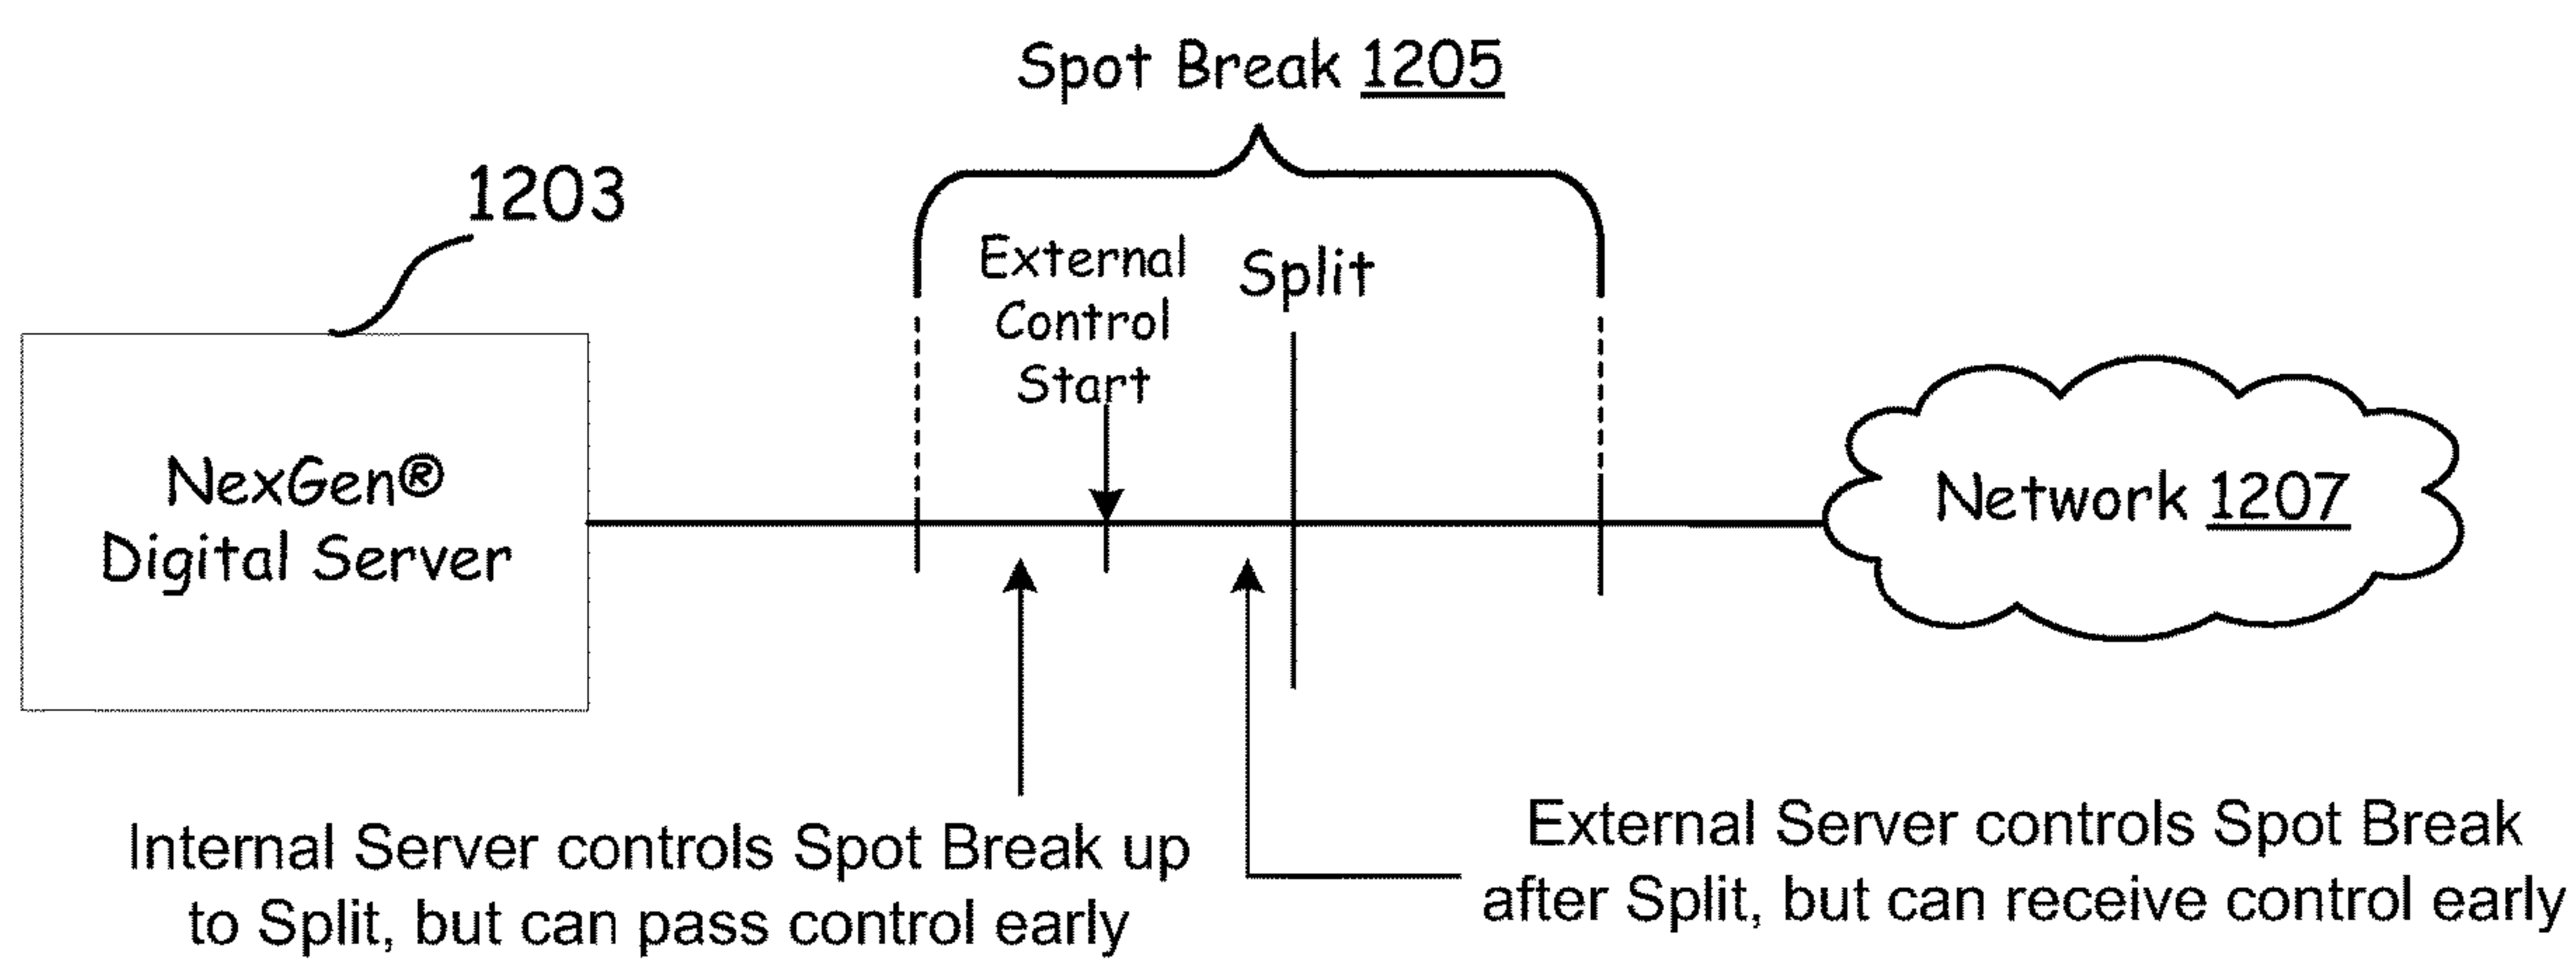 Spot Break 1205
1203
External
Control
Start
Split
NexGen®
Digital Server
Network 1207
Internal Server controls Spot Break up
to Split, but can pass control early
External Server controls Spot Break
after Split, but can receive control early